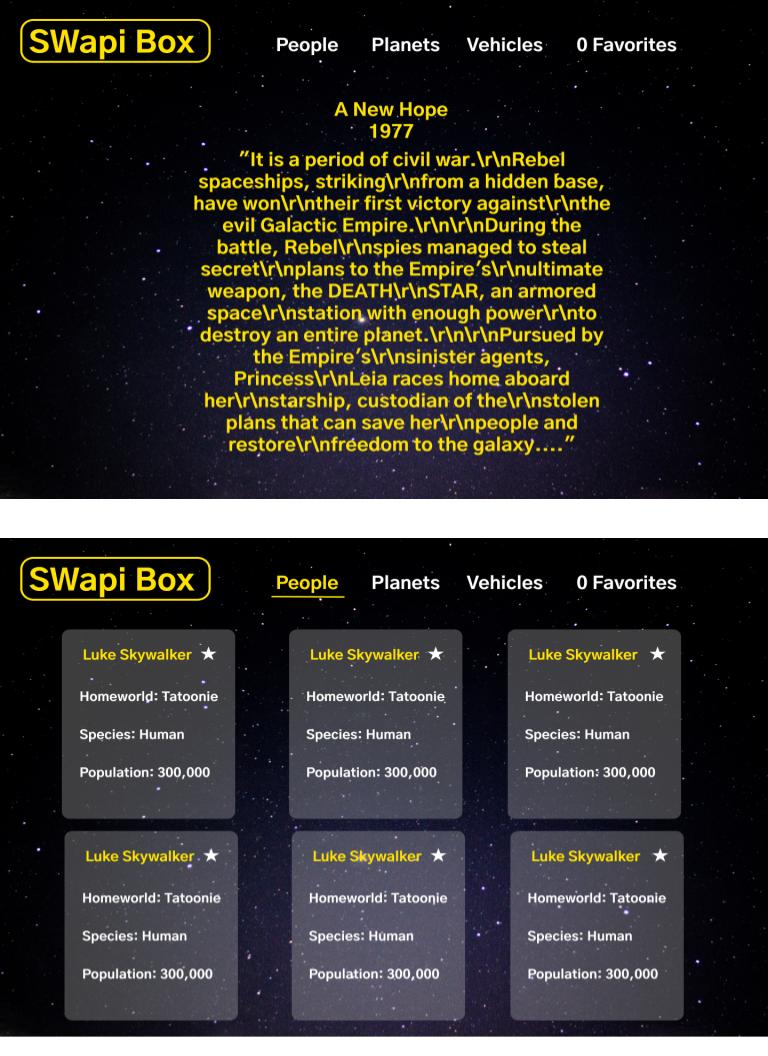 SWapi Box People Planets Vehicles 0 Favorites
A New Hope
1977
"It is a period of civil war.\r\nRebel
spaceships, striking\r\nfrom a hidden base,
have won\r\ntheir first victory against\r\nthe
evil Galactic Empire.\r\n\r\nDuring the
battle, Rebel\r\nspies managed to steal
secret\r\nplans to the Empire's\r\nultimate
weapon, the DEATH\r\nSTAR, an armored
space\r\nstation with enough power\r\nto
destroy an entire planet.\r\n\r\nPursued by
the Empire's\r\nsinister agents,
Princess\r\nLeia races home aboard
her\r\nstarship, custodian of the\r\nstolen
plans that can save her\r\npeople and
restore\r\nfreedom to the galaxy...."
SWapi Box People Planets Vehicles 0 Favorites
Luke Skywalker ★ Luke Skywalker ★ Luke Skywalker ★
Homeworld: Tatoonie Homeworld: Tatoonie Homeworld: Tatoonie
Species: Human Species: Human Species: Human
Population: 300,000 Population: 300,000 Population: 300,000
Luke Skywalker ★ Luke Skywalker ★ Luke Skywalker ★
Homeworld: Tatoonie Homeworld: Tatoonie Homeworld: Tatoonie
Species: Human Species: Human Species: Human
Population: 300,000 Population: 300,000 Population: 300,000